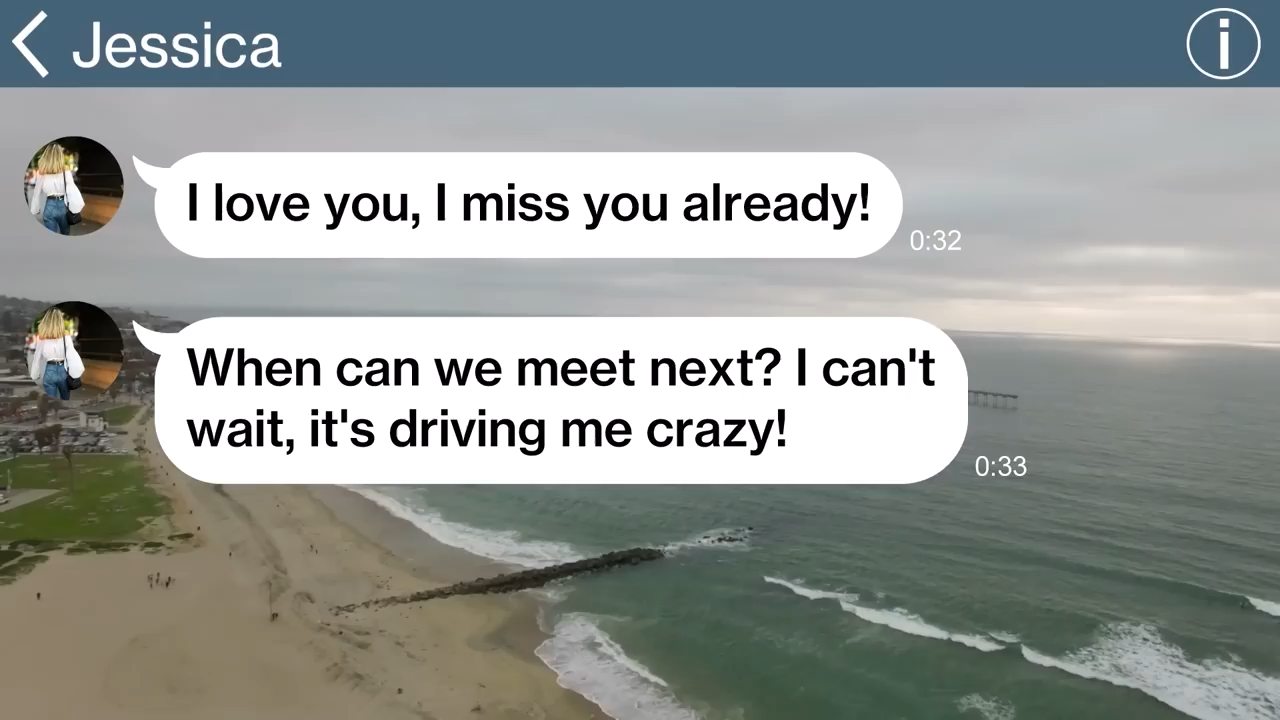 Jessica
I love you, I miss you already!
0:32
When can we meet next? I can't
wait, it's driving me crazy!
0:33